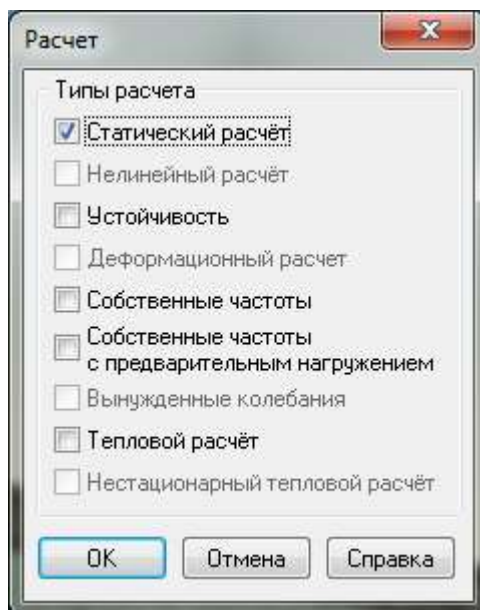 Расчет
Типы расчета
Статический расчёт
Нелинейный расчёт
Устойчивость
Деформационный расчет
Собственные частоты
Собственные частоты
с предварительным нагружением
Вынужденные колебания
Тепловой расчёт
Нестационарный тепловой расчёт
OK
Отмена
Справка